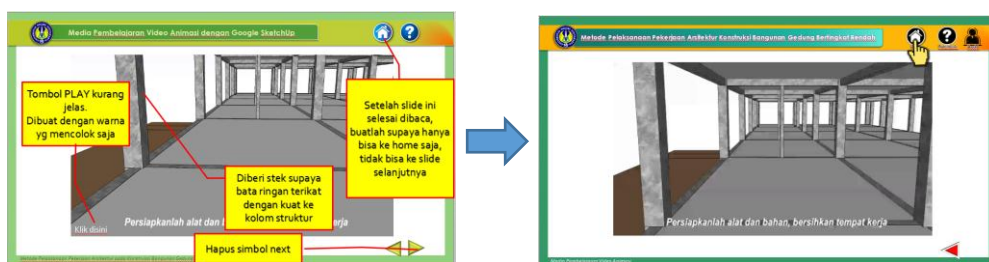 Media Pembelajaran Video Animasi dengan Google SketchUp
?
Tombol PLAY kurang
jelas.
Dibuat dengan warna
yg mencolok saja
Setelah slide ini
selesai dibaca,
buatlah supaya hanya
bisa ke home saja,
tidak bisa ke slide
selanjutnya
Diberi stek supaya
bata ringan terikat
dengan kuat ke
kolom struktur
Persiapkanlah alat dan
Klik disini
Hapus simbol next
Metode Pelaksanaan Pekerjaan Arsitektur Konstruksi Bangunan Gedung Bertingkat Rendah
?
Persiapkanlah alat dan bahan, bersihkan tempat kerja